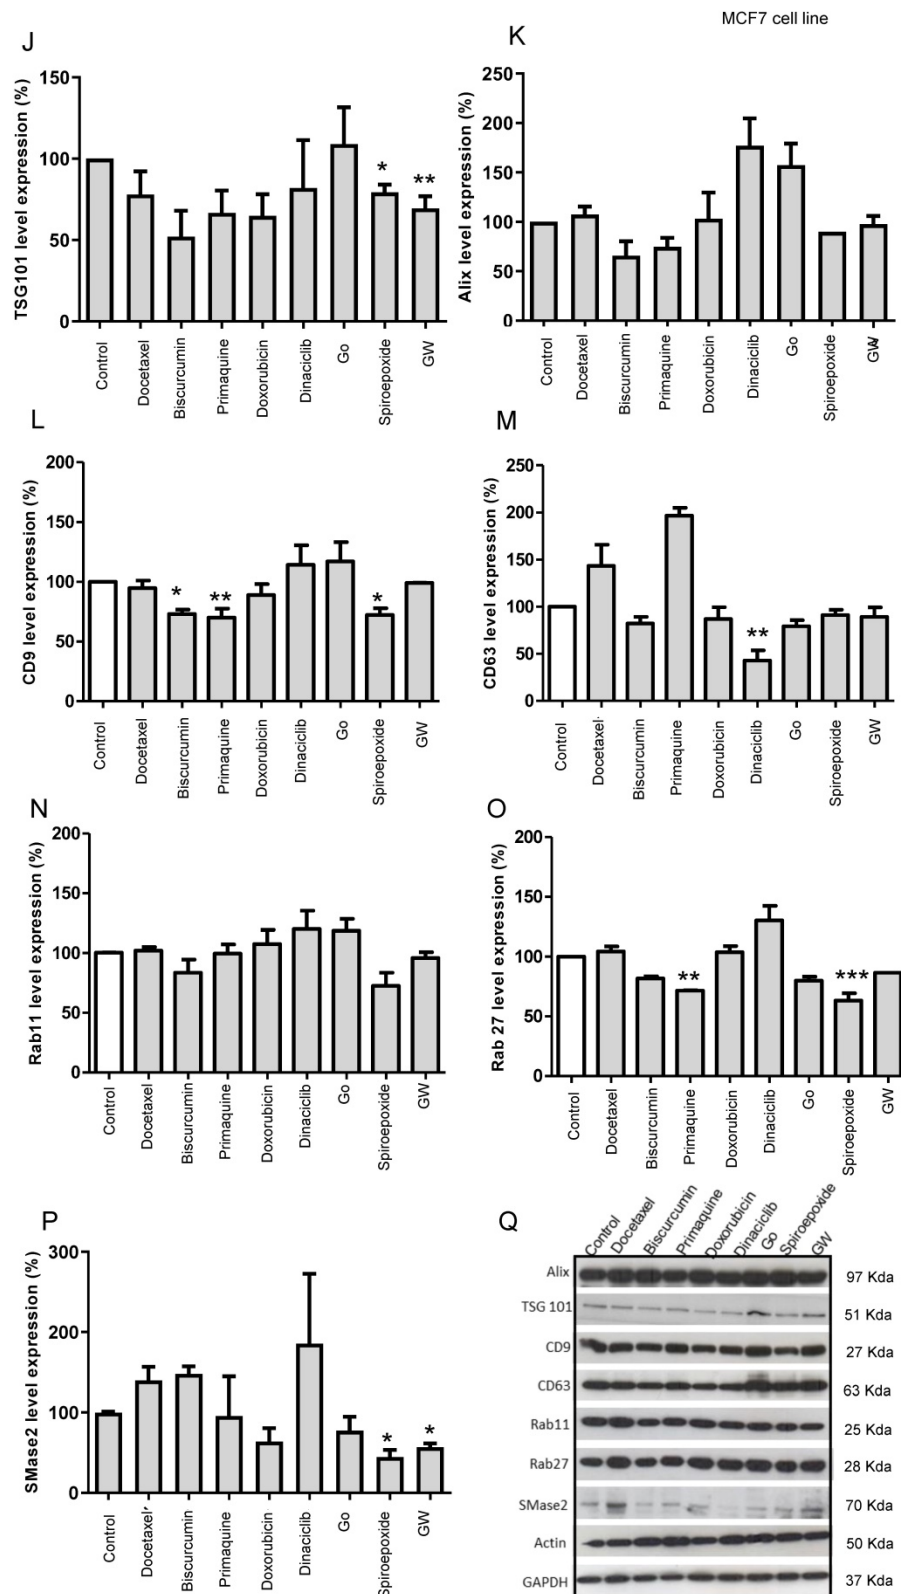 MCF7 cell line
J
TSG101 level expression (%)
150
100
50
0
*
**
Control
Docetaxel
Biscurcumin
Primaquine
Doxorubicin
Dinaciclib
Go
Spiroepoxide
GW
K
Alix level expression (%)
250
200
150
100
50
0
Control
Docetaxel
Biscurcumin
Primaquine
Doxorubicin
Dinaciclib
Go
Spiroepoxide
GW
L
CD9 level expression (%)
200
150
100
50
0
*
**
*
Control
Docetaxel
Biscurcumin
Primaquine
Doxorubicin
Dinaciclib
Go
Spiroepoxide
GW
M
CD63 level expression (%)
250
200
150
100
50
0
**
Control
Docetaxel
Biscurcumin
Primaquine
Doxorubicin
Dinaciclib
Go
Spiroepoxide
GW
N
Rab11 level expression (%)
200
150
100
50
0
Control
Docetaxel
Biscurcumin
Primaquine
Doxorubicin
Dinaciclib
Go
Spiroepoxide
GW
O
Rab 27 level expression (%)
200
150
100
50
0
**
***
Control
Docetaxel
Biscurcumin
Primaquine
Doxorubicin
Dinaciclib
Go
Spiroepoxide
GW
P
SMase2 level expression (%)
300
200
100
0
*
*
Control
Docetaxel
Biscurcumin
Primaquine
Doxorubicin
Dinaciclib
Go
Spiroepoxide
GW
Q
Control
Docetaxel
Biscurcumin
Primaquine
Doxorubicin
Dinaciclib
Go
Spiroepoxide
GW
Alix 97 Kda
TSG 101 51 Kda
CD9 27 Kda
CD63 63 Kda
Rab11 25 Kda
Rab27 28 Kda
SMase2 70 Kda
Actin 50 Kda
GAPDH 37 Kda